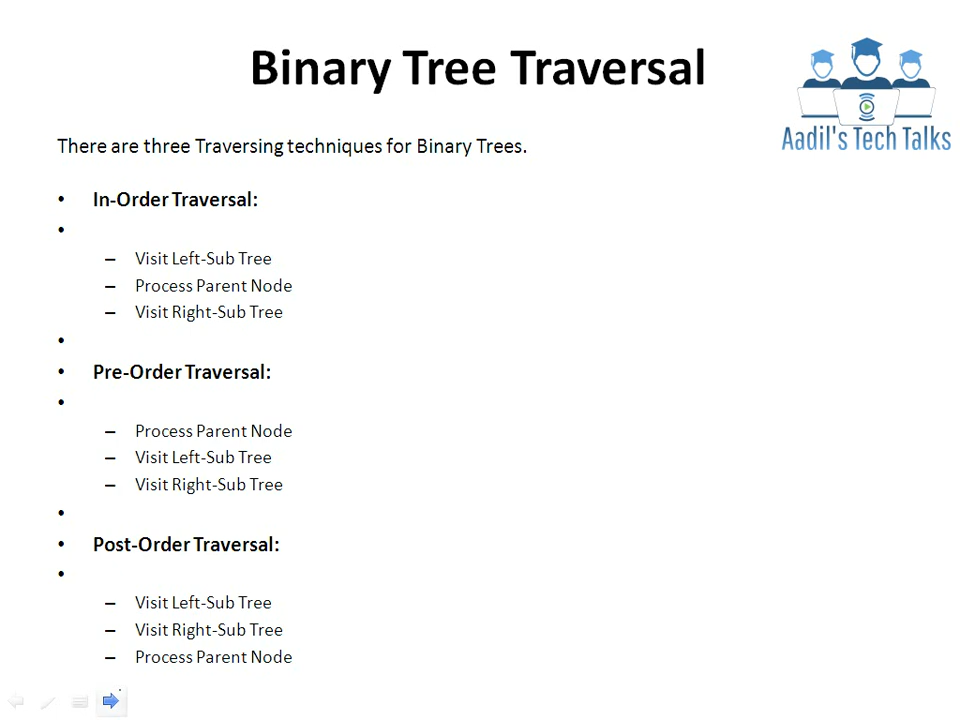 Binary Tree Traversal
Aadil's Tech Talks
There are three Traversing techniques for Binary Trees.
• In-Order Traversal:
•
– Visit Left-Sub Tree
– Process Parent Node
– Visit Right-Sub Tree
•
• Pre-Order Traversal:
•
– Process Parent Node
– Visit Left-Sub Tree
– Visit Right-Sub Tree
•
• Post-Order Traversal:
•
– Visit Left-Sub Tree
– Visit Right-Sub Tree
– Process Parent Node